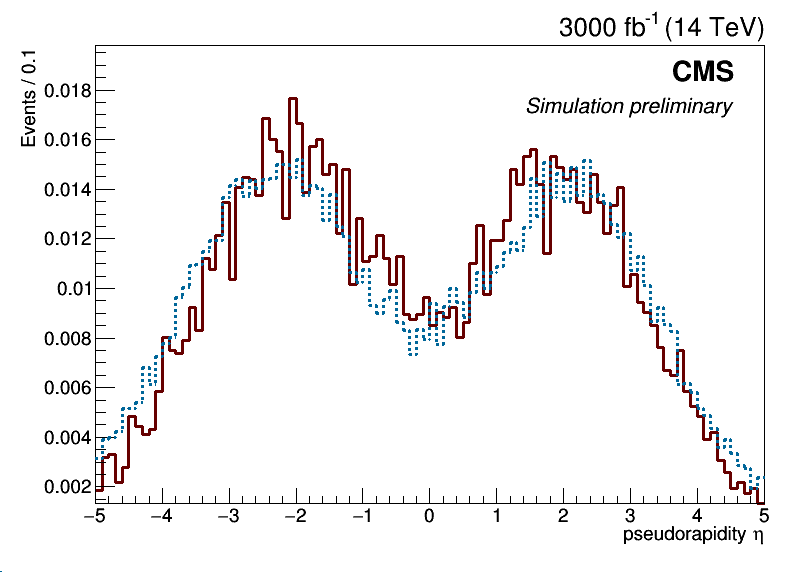 3000 fb-1 (14 TeV)
CMS
Simulation preliminary
Events / 0.1
0.018
0.016
0.014
0.012
0.01
0.008
0.006
0.004
0.002
−5 −4 −3 −2 −1 0 1 2 3 4 5
pseudorapidity η